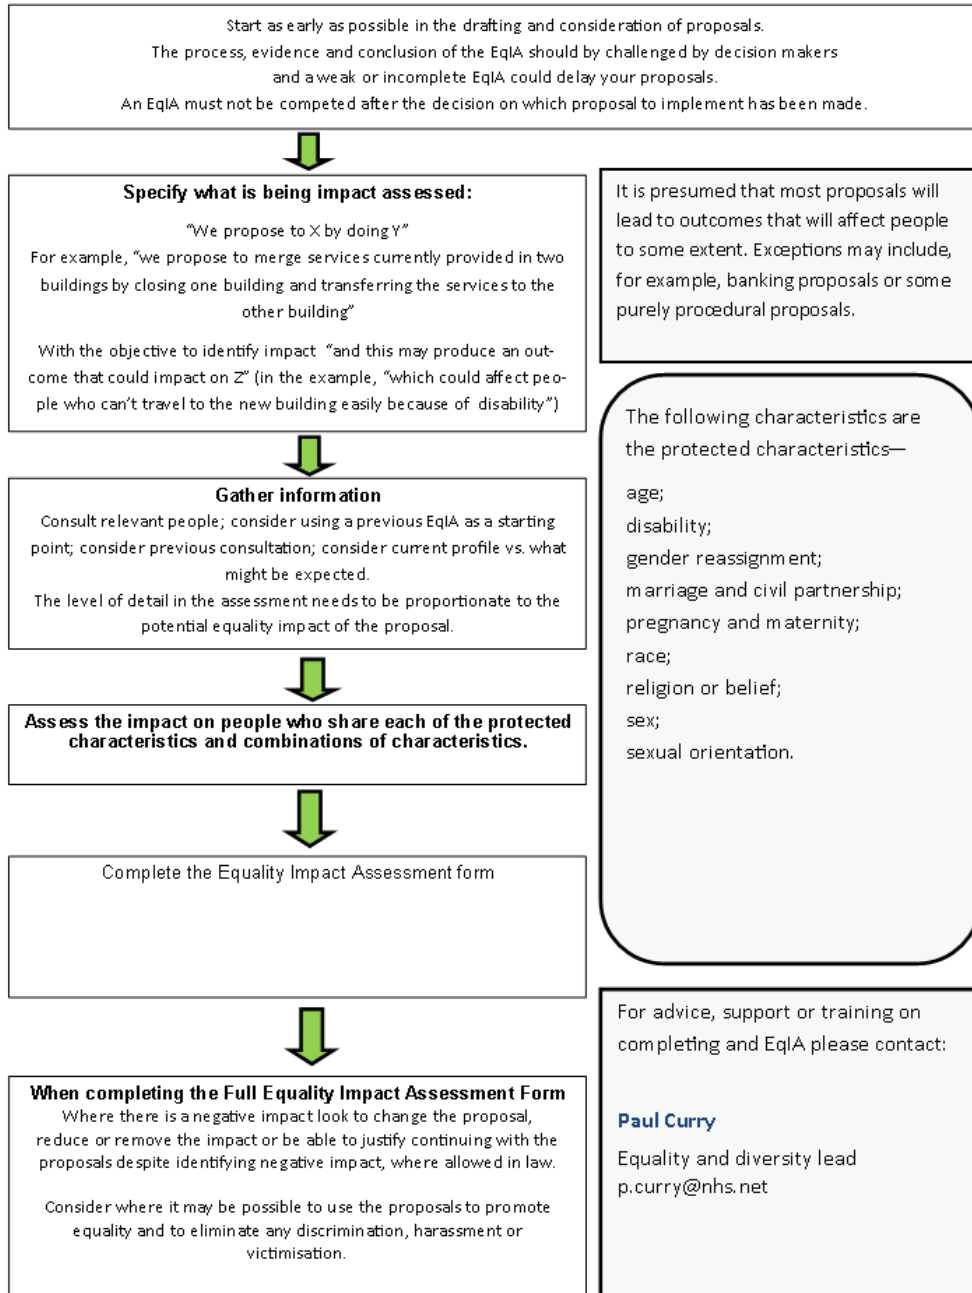 Start as early as possible in the drafting and consideration of proposals.
The process, evidence and conclusion of the EqIA should by challenged by decision makers
and a weak or incomplete EqIA could delay your proposals.
An EqIA must not be competed after the decision on which proposal to implement has been made.
Specify what is being impact assessed:
“We propose to X by doing Y”
For example, “we propose to merge services currently provided in two
buildings by closing one building and transferring the services to the
other building”
With the objective to identify impact “and this may produce an out-
come that could impact on Z” (in the example, “which could affect peo-
ple who can’t travel to the new building easily because of disability”)
Gather information
Consult relevant people; consider using a previous EqIA as a starting
point; consider previous consultation; consider current profile vs. what
might be expected.
The level of detail in the assessment needs to be proportionate to the
potential equality impact of the proposal.
Assess the impact on people who share each of the protected
characteristics and combinations of characteristics.
Complete the Equality Impact Assessment form
When completing the Full Equality Impact Assessment Form
Where there is a negative impact look to change the proposal,
reduce or remove the impact or be able to justify continuing with the
proposals despite identifying negative impact, where allowed in law.
Consider where it may be possible to use the proposals to promote
equality and to eliminate any discrimination, harassment or
victimisation.
It is presumed that most proposals will
lead to outcomes that will affect people
to some extent. Exceptions may include,
for example, banking proposals or some
purely procedural proposals.
The following characteristics are
the protected characteristics—
age;
disability;
gender reassignment;
marriage and civil partnership;
pregnancy and maternity;
race;
religion or belief;
sex;
sexual orientation.
For advice, support or training on
completing and EqIA please contact:
Paul Curry
Equality and diversity lead
p.curry@nhs.net